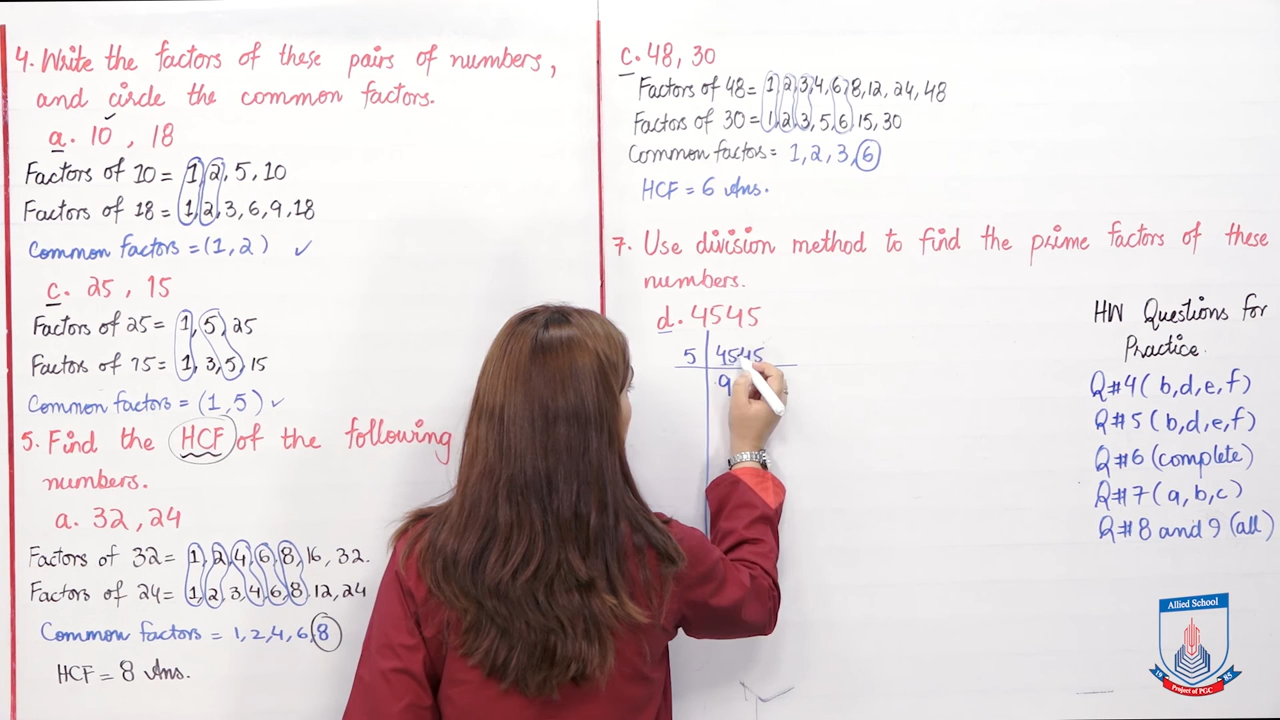 4. Write the factors of these pairs of numbers,
and circle the common factors.
a. 10, 18
Factors of 10 = 1, 2, 5, 10
Factors of 18 = 1, 2, 3, 6, 9, 18
Common factors = (1, 2) ✓
c. 25, 15
Factors of 25 = 1, 5, 25
Factors of 15 = 1, 3, 5, 15
Common factors = (1, 5) ✓
5. Find the HCF of the following
numbers.
a. 32, 24
Factors of 32 = 1, 2, 4, 6, 8, 16, 32.
Factors of 24 = 1, 2, 3, 4, 6, 8, 12, 24
Common factors = 1, 2, 4, 6, 8
HCF = 8 Ans.
c. 48, 30
Factors of 48 = 1, 2, 3, 4, 6, 8, 12, 24, 48
Factors of 30 = 1, 2, 3, 5, 6, 15, 30
Common factors = 1, 2, 3, 6
HCF = 6 Ans.
7. Use division method to find the prime factors of these
numbers.
d. 4545
5 | 4545
9
HW Questions for
Practice.
Q#4 (b, d, e, f)
Q#5 (b, d, e, f)
Q#6 (complete)
Q#7 (a, b, c)
Q#8 and 9 (all)
Allied School
19 85
Project of PGC